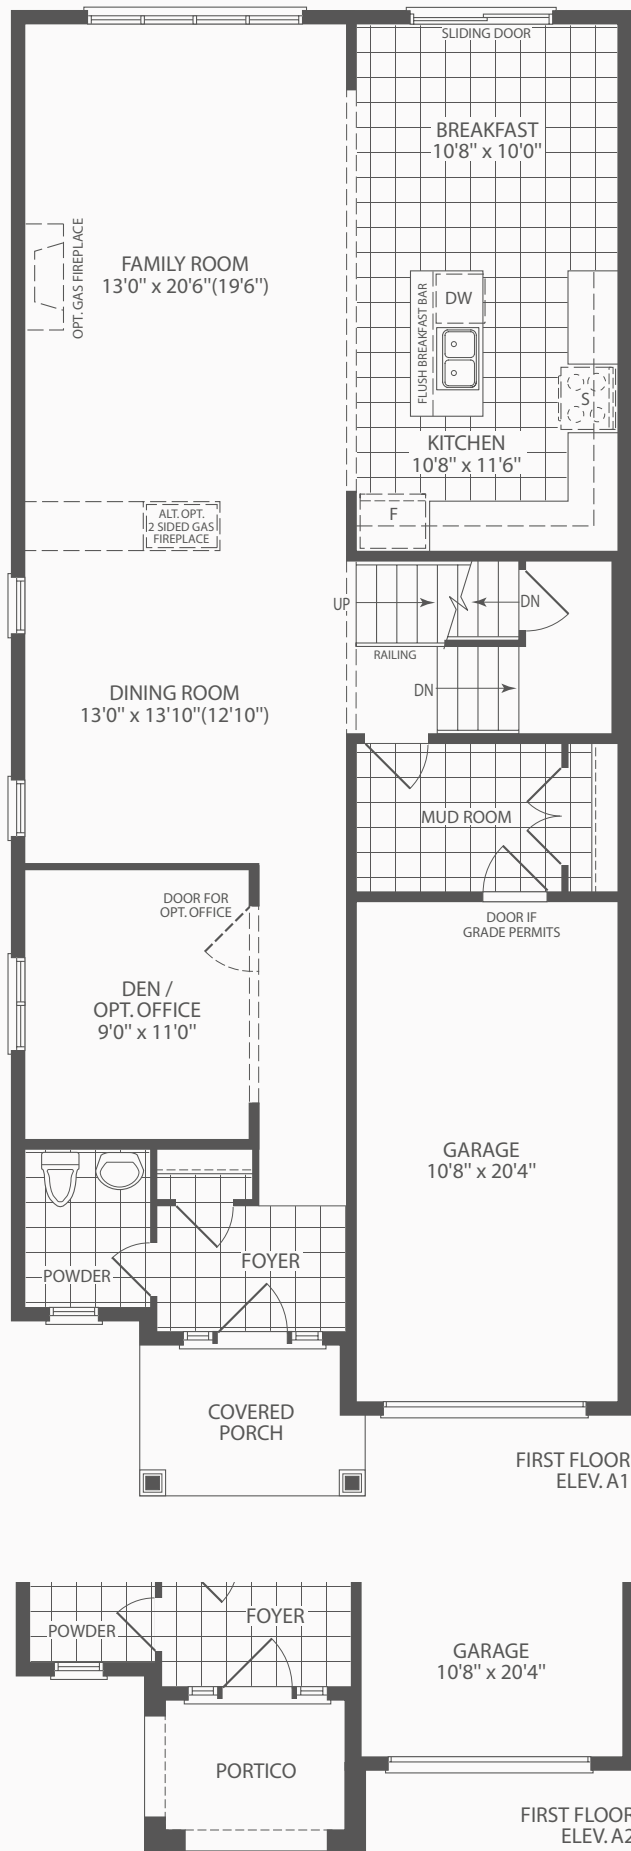 SLIDING DOOR
BREAKFAST
10'8" x 10'0"
FAMILY ROOM
13'0" x 20'6"(19'6")
OPT. GAS FIREPLACE
FLUSH BREAKFAST BAR
DW
S
KITCHEN
10'8" x 11'6"
F
ALT. OPT.
2 SIDED GAS
FIREPLACE
UP
DN
RAILING
DN
DINING ROOM
13'0" x 13'10"(12'10")
MUD ROOM
DOOR FOR
OPT. OFFICE
DOOR IF
GRADE PERMITS
DEN /
OPT. OFFICE
9'0" x 11'0"
GARAGE
10'8" x 20'4"
FOYER
POWDER
COVERED
PORCH
FIRST FLOOR
ELEV. A1
FOYER
POWDER
GARAGE
10'8" x 20'4"
PORTICO
FIRST FLOOR
ELEV. A2